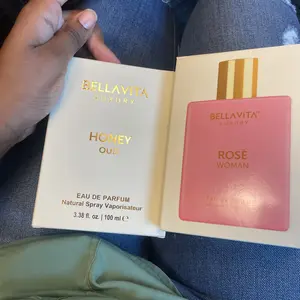 BELLAVITA
LUXURY
HONEY
OUD
EAU DE PARFUM
Natural Spray Vaporisateur
3.38 fl. oz. | 100 ml ℮
BELLAVITA
LUXURY
ROSÉ
WOMAN